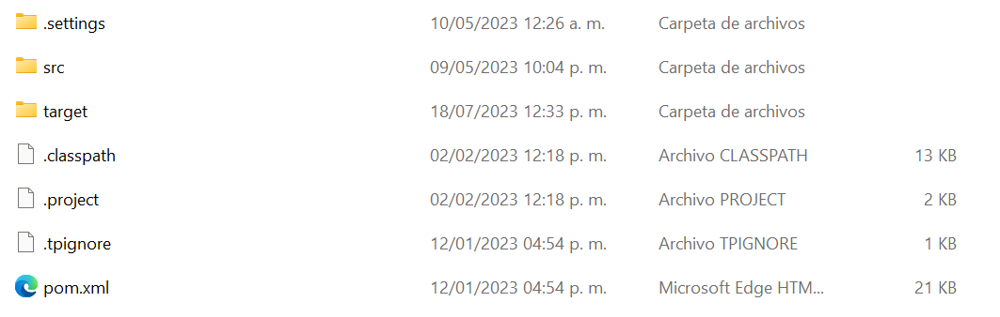 .settings 10/05/2023 12:26 a. m. Carpeta de archivos
src 09/05/2023 10:04 p. m. Carpeta de archivos
target 18/07/2023 12:33 p. m. Carpeta de archivos
.classpath 02/02/2023 12:18 p. m. Archivo CLASSPATH 13 KB
.project 02/02/2023 12:18 p. m. Archivo PROJECT 2 KB
.tpignore 12/01/2023 04:54 p. m. Archivo TPIGNORE 1 KB
pom.xml 12/01/2023 04:54 p. m. Microsoft Edge HTM... 21 KB